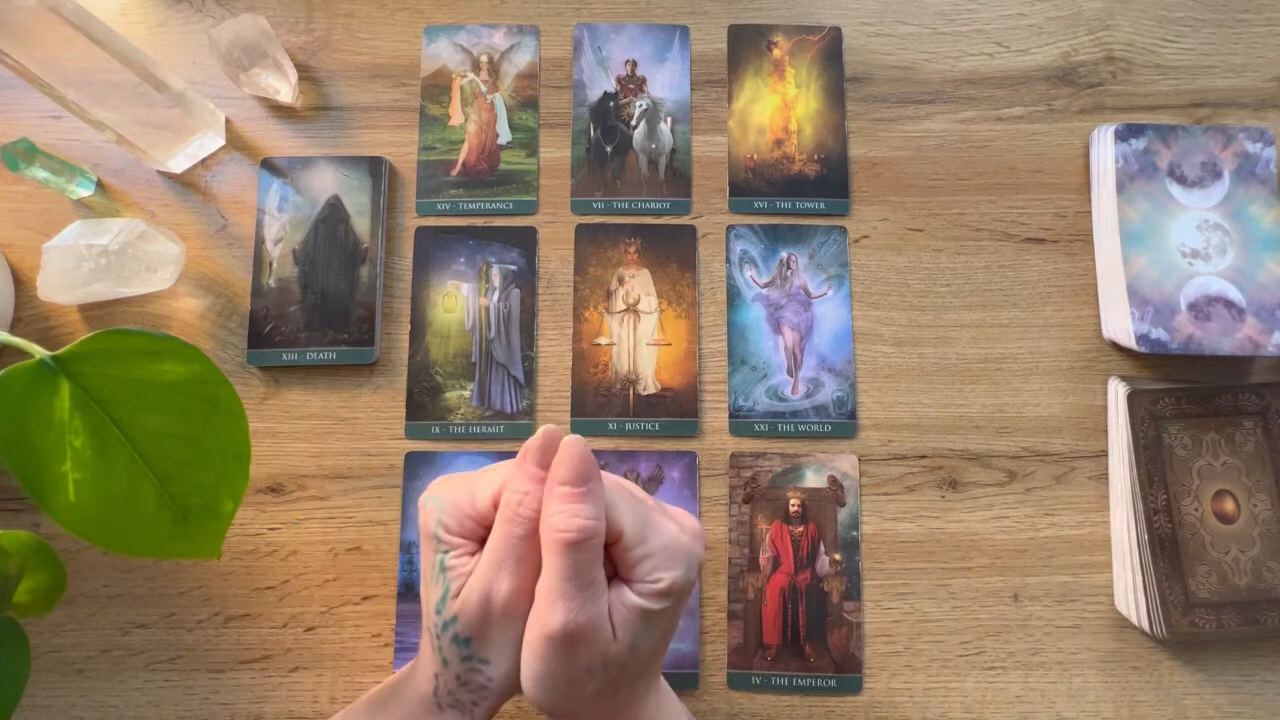 XIV - TEMPERANCE
VII - THE CHARIOT
XVI - THE TOWER
XIII - DEATH
IX - THE HERMIT
XI - JUSTICE
XXI - THE WORLD
IV - THE EMPEROR